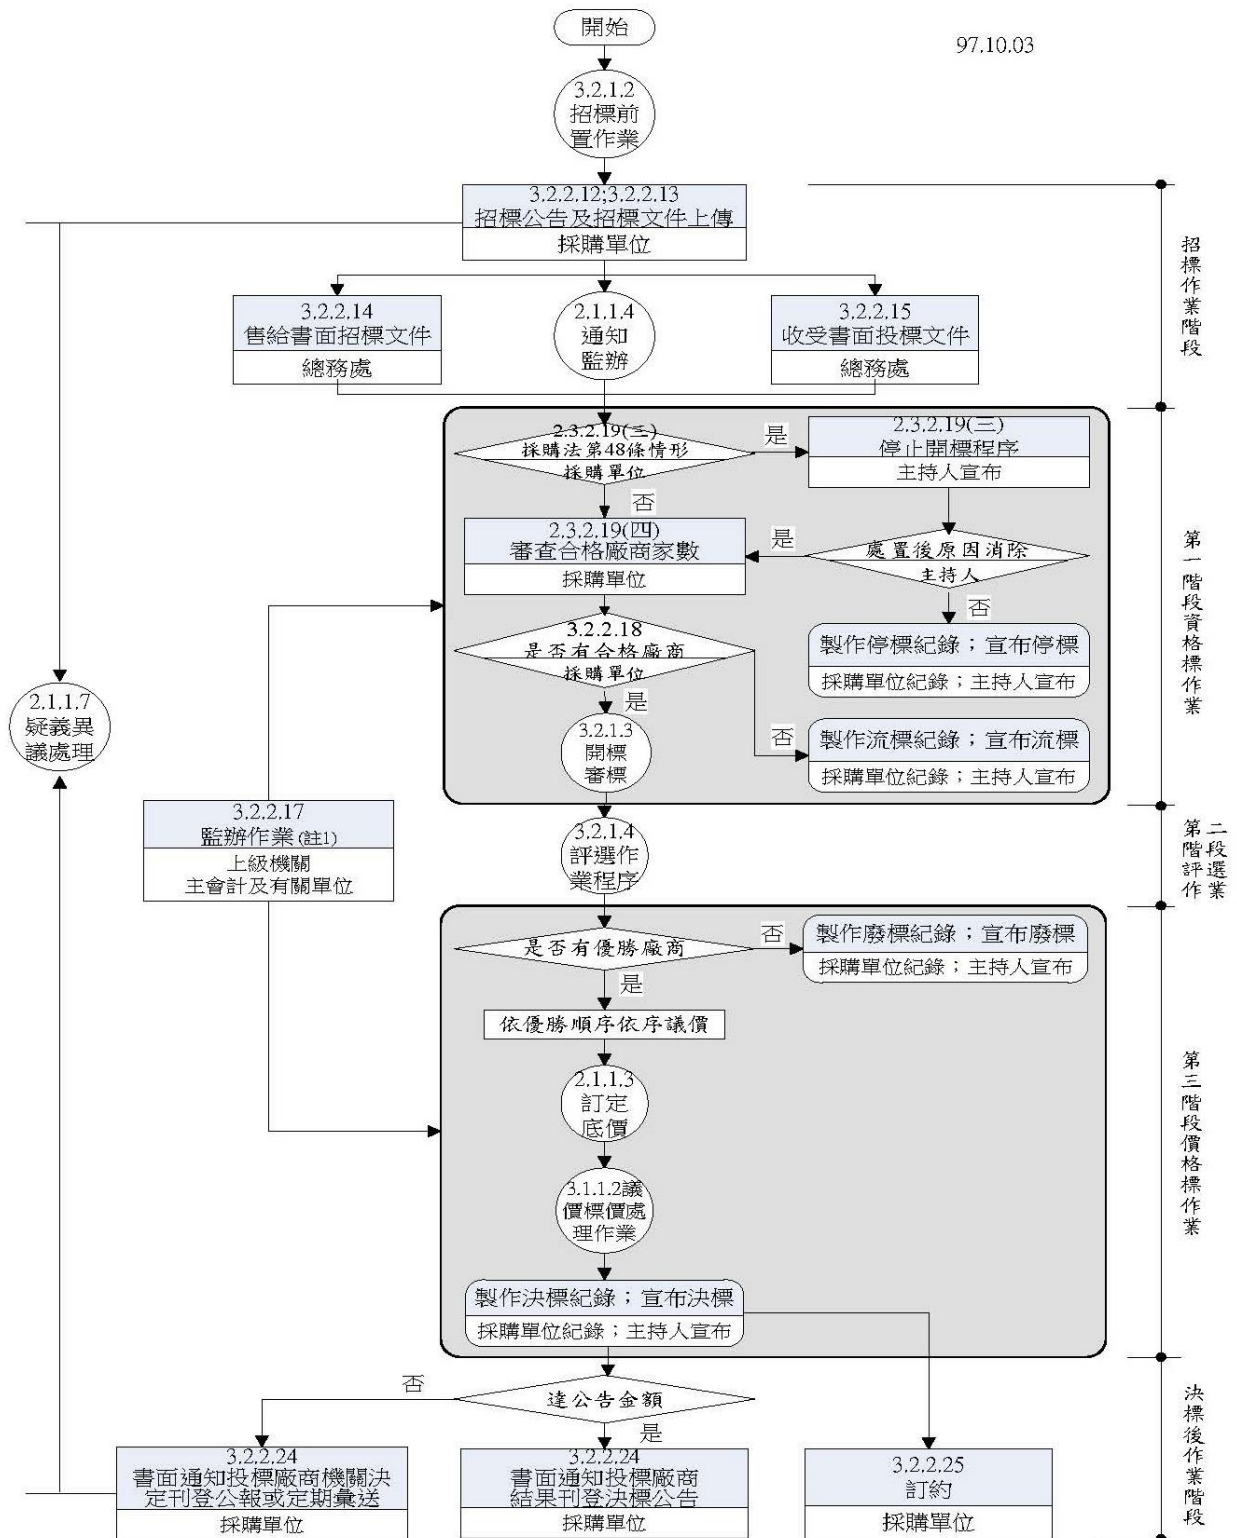 開始
97.10.03
3.2.1.2
招標前
置作業
3.2.2.12;3.2.2.13
招標公告及招標文件上傳
採購單位
招標作業階段
3.2.2.14
售給書面招標文件
總務處
2.1.1.4
通知
監辦
3.2.2.15
收受書面投標文件
總務處
2.3.2.19(三)
採購法第48條情形
採購單位
是
2.3.2.19(三)
停止開標程序
主持人宣布
否
2.3.2.19(四)
審查合格廠商家數
採購單位
是
處置後原因消除
主持人
否
第一階段資格標作業
3.2.2.18
是否有合格廠商
採購單位
製作停標紀錄；宣布停標
採購單位紀錄；主持人宣布
是
2.1.1.7
疑義異
議處理
3.2.1.3
開標
審標
否
製作流標紀錄；宣布流標
採購單位紀錄；主持人宣布
3.2.2.17
監辦作業(註1)
上級機關
主會計及有關單位
3.2.1.4
評選作
業程序
第二
階段
評選
作業
是否有優勝廠商
否
製作廢標紀錄；宣布廢標
採購單位紀錄；主持人宣布
是
依優勝順序依序議價
2.1.1.3
訂定
底價
第三階段價格標作業
3.1.1.2議
價標價處
理作業
製作決標紀錄；宣布決標
採購單位紀錄；主持人宣布
達公告金額
否
是
決標後作業階段
3.2.2.24
書面通知投標廠商機關決
定刊登公報或定期彙送
採購單位
3.2.2.24
書面通知投標廠商
結果刊登決標公告
採購單位
3.2.2.25
訂約
採購單位